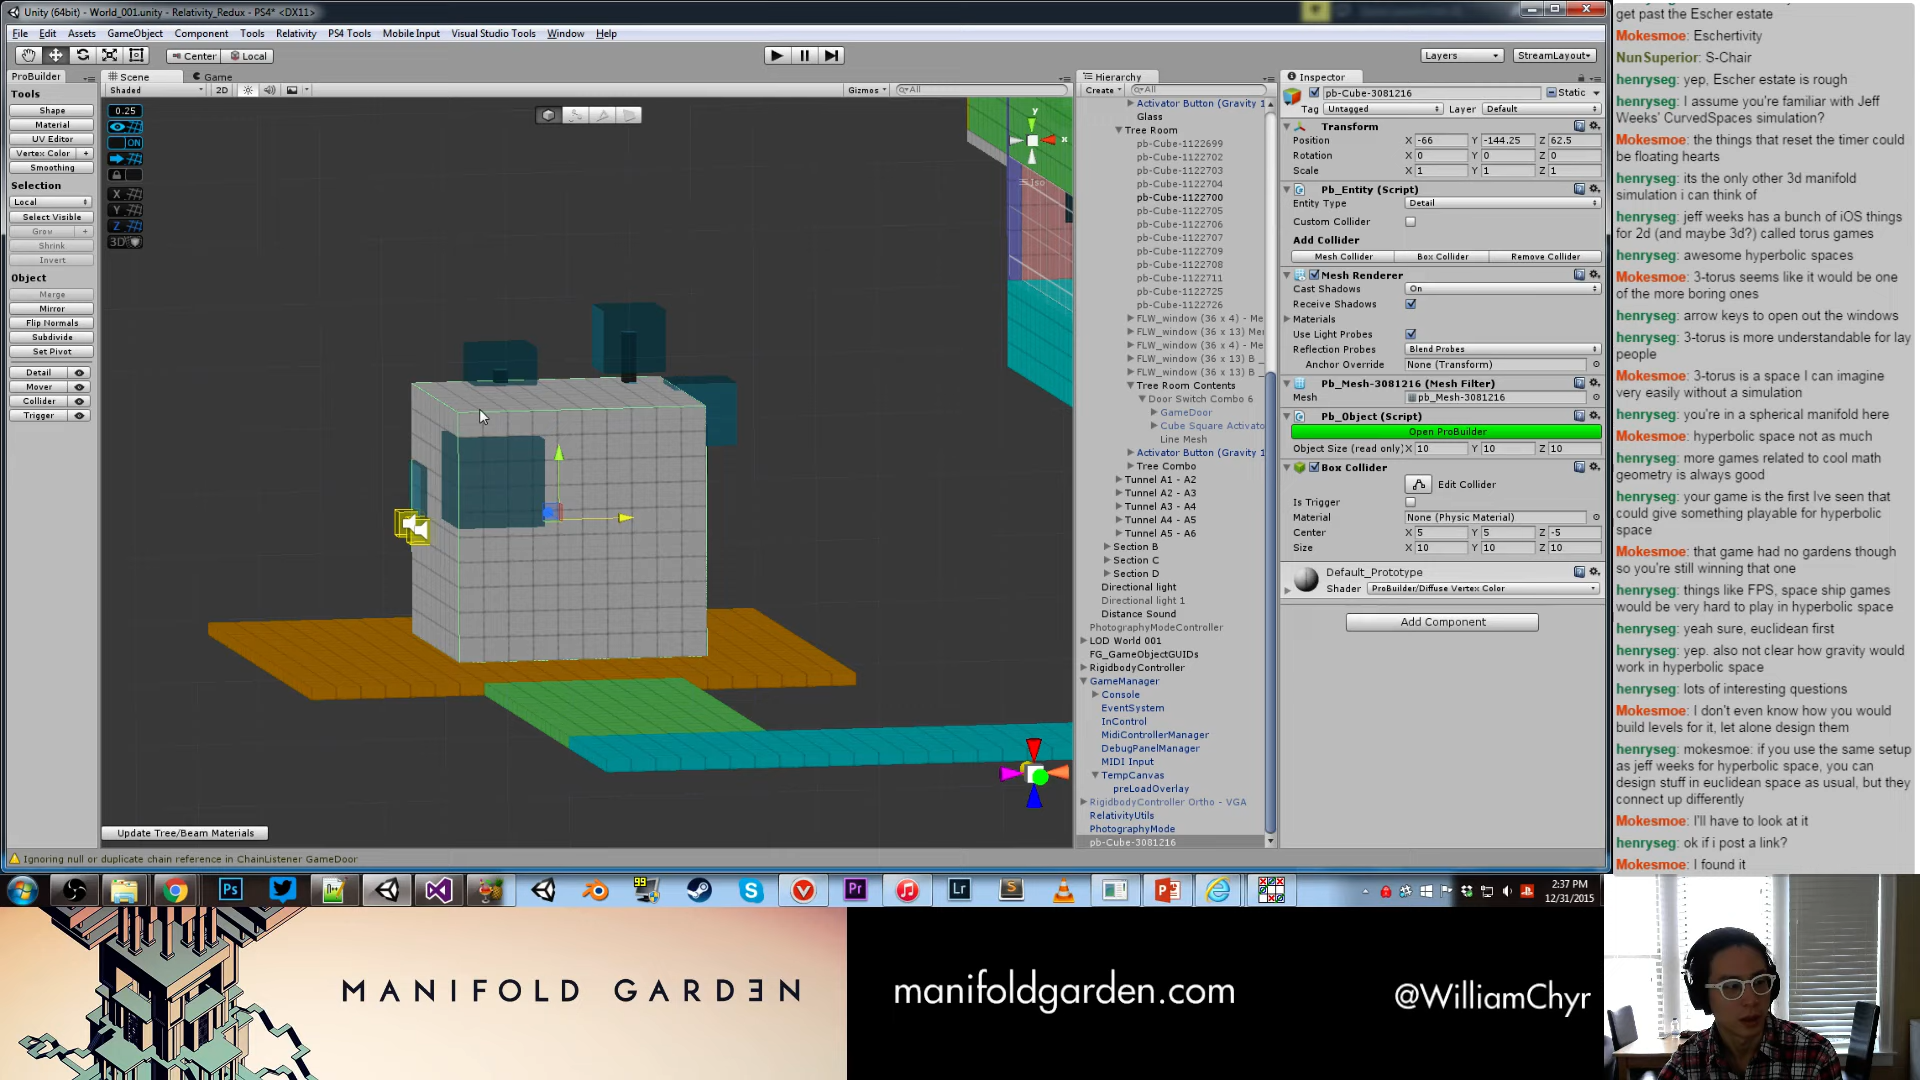 Unity (64bit) - World_001.unity - Relativity_Redux - PS4* <DX11>
File Edit Assets GameObject Component Tools Relativity PS4 Tools Mobile Input Visual Studio Tools Window Help
Center Local
Layers StreamLayout
ProBuilder
Tools
Shape
Material
UV Editor
Vertex Color +
Smoothing
Selection
Local
Select Visible
Grow +
Shrink
Invert
Object
Merge
Mirror
Flip Normals
Subdivide
Set Pivot
Detail
Mover
Collider
Trigger
Scene Game
Shaded 2D Gizmos All
0.25
ON
X
Y
Z
3D
y
x
Iso
Update Tree/Beam Materials
Ignoring null or duplicate chain reference in ChainListener GameDoor
Hierarchy
Create All
Activator Button (Gravity 1
Glass
Tree Room
pb-Cube-1122699
pb-Cube-1122702
pb-Cube-1122703
pb-Cube-1122704
pb-Cube-1122700
pb-Cube-1122705
pb-Cube-1122706
pb-Cube-1122707
pb-Cube-1122709
pb-Cube-1122708
pb-Cube-1122711
pb-Cube-1122725
pb-Cube-1122726
FLW_window (36 x 4) - Me
FLW_window (36 x 13) Me
FLW_window (36 x 4) - Me
FLW_window (36 x 13) B _
FLW_window (36 x 13) B _
Tree Room Contents
Door Switch Combo 6
GameDoor
Cube Square Activato
Line Mesh
Activator Button (Gravity 1
Tree Combo
Tunnel A1 - A2
Tunnel A2 - A3
Tunnel A3 - A4
Tunnel A4 - A5
Tunnel A5 - A6
Section B
Section C
Section D
Directional light
Directional light 1
Distance Sound
PhotographyModeController
LOD World 001
FG_GameObjectGUIDs
RigidbodyController
GameManager
Console
EventSystem
InControl
MidiControllerManager
DebugPanelManager
MIDI Input
TempCanvas
preLoadOverlay
RigidbodyController Ortho - VGA
RelativityUtils
PhotographyMode
pb-Cube-3081216
Inspector
pb-Cube-3081216 Static
Tag Untagged Layer Default
Transform
Position X -66 Y -144.25 Z 62.5
Rotation X 0 Y 0 Z 0
Scale X 1 Y 1 Z 1
Pb_Entity (Script)
Entity Type Detail
Custom Collider
Add Collider
Mesh Collider Box Collider Remove Collider
Mesh Renderer
Cast Shadows On
Receive Shadows
Materials
Use Light Probes
Reflection Probes Blend Probes
Anchor Override None (Transform)
Pb_Mesh-3081216 (Mesh Filter)
Mesh pb_Mesh-3081216
Pb_Object (Script)
Open ProBuilder
Object Size (read only) X 10 Y 10 Z 10
Box Collider
Edit Collider
Is Trigger
Material None (Physic Material)
Center X 5 Y 5 Z -5
Size X 10 Y 10 Z 10
Default_Prototype
Shader ProBuilder/Diffuse Vertex Color
Add Component
get past the Escher estate
Mokesmoe: Eschertivity
NunSuperior: S-Chair
henryseg: yep, Escher estate is rough
henryseg: I assume you're familiar with Jeff
Weeks' CurvedSpaces simulation?
Mokesmoe: the things that reset the timer could
be floating hearts
henryseg: its the only other 3d manifold
simulation i can think of
henryseg: jeff weeks has a bunch of iOS things
for 2d (and maybe 3d?) called torus games
henryseg: awesome hyperbolic spaces
Mokesmoe: 3-torus seems like it would be one
of the more boring ones
henryseg: arrow keys to open out the windows
henryseg: 3-torus is more understandable for lay
people
Mokesmoe: 3-torus is a space I can imagine
very easily without a simulation
henryseg: you're in a spherical manifold here
Mokesmoe: hyperbolic space not as much
henryseg: more games related to cool math
geometry is always good
henryseg: your game is the first Ive seen that
could give something playable for hyperbolic
space
Mokesmoe: that game had no gardens though
so you're still winning that one
henryseg: things like FPS, space ship games
would be very hard to play in hyperbolic space
henryseg: yeah sure, euclidean first
henryseg: yep. also not clear how gravity would
work in hyperbolic space
henryseg: lots of interesting questions
Mokesmoe: I don't even know how you would
build levels for it, let alone design them
henryseg: mokesmoe: if you use the same setup
as jeff weeks for hyperbolic space, you can
design stuff in euclidean space as usual, but they
connect up differently
Mokesmoe: I'll have to look at it
henryseg: ok if i post a link?
Mokesmoe: I found it
Ps 99 Pr Lr S
2:37 PM
12/31/2015
MANIFOLD GARDEN
manifoldgarden.com
@WilliamChyr